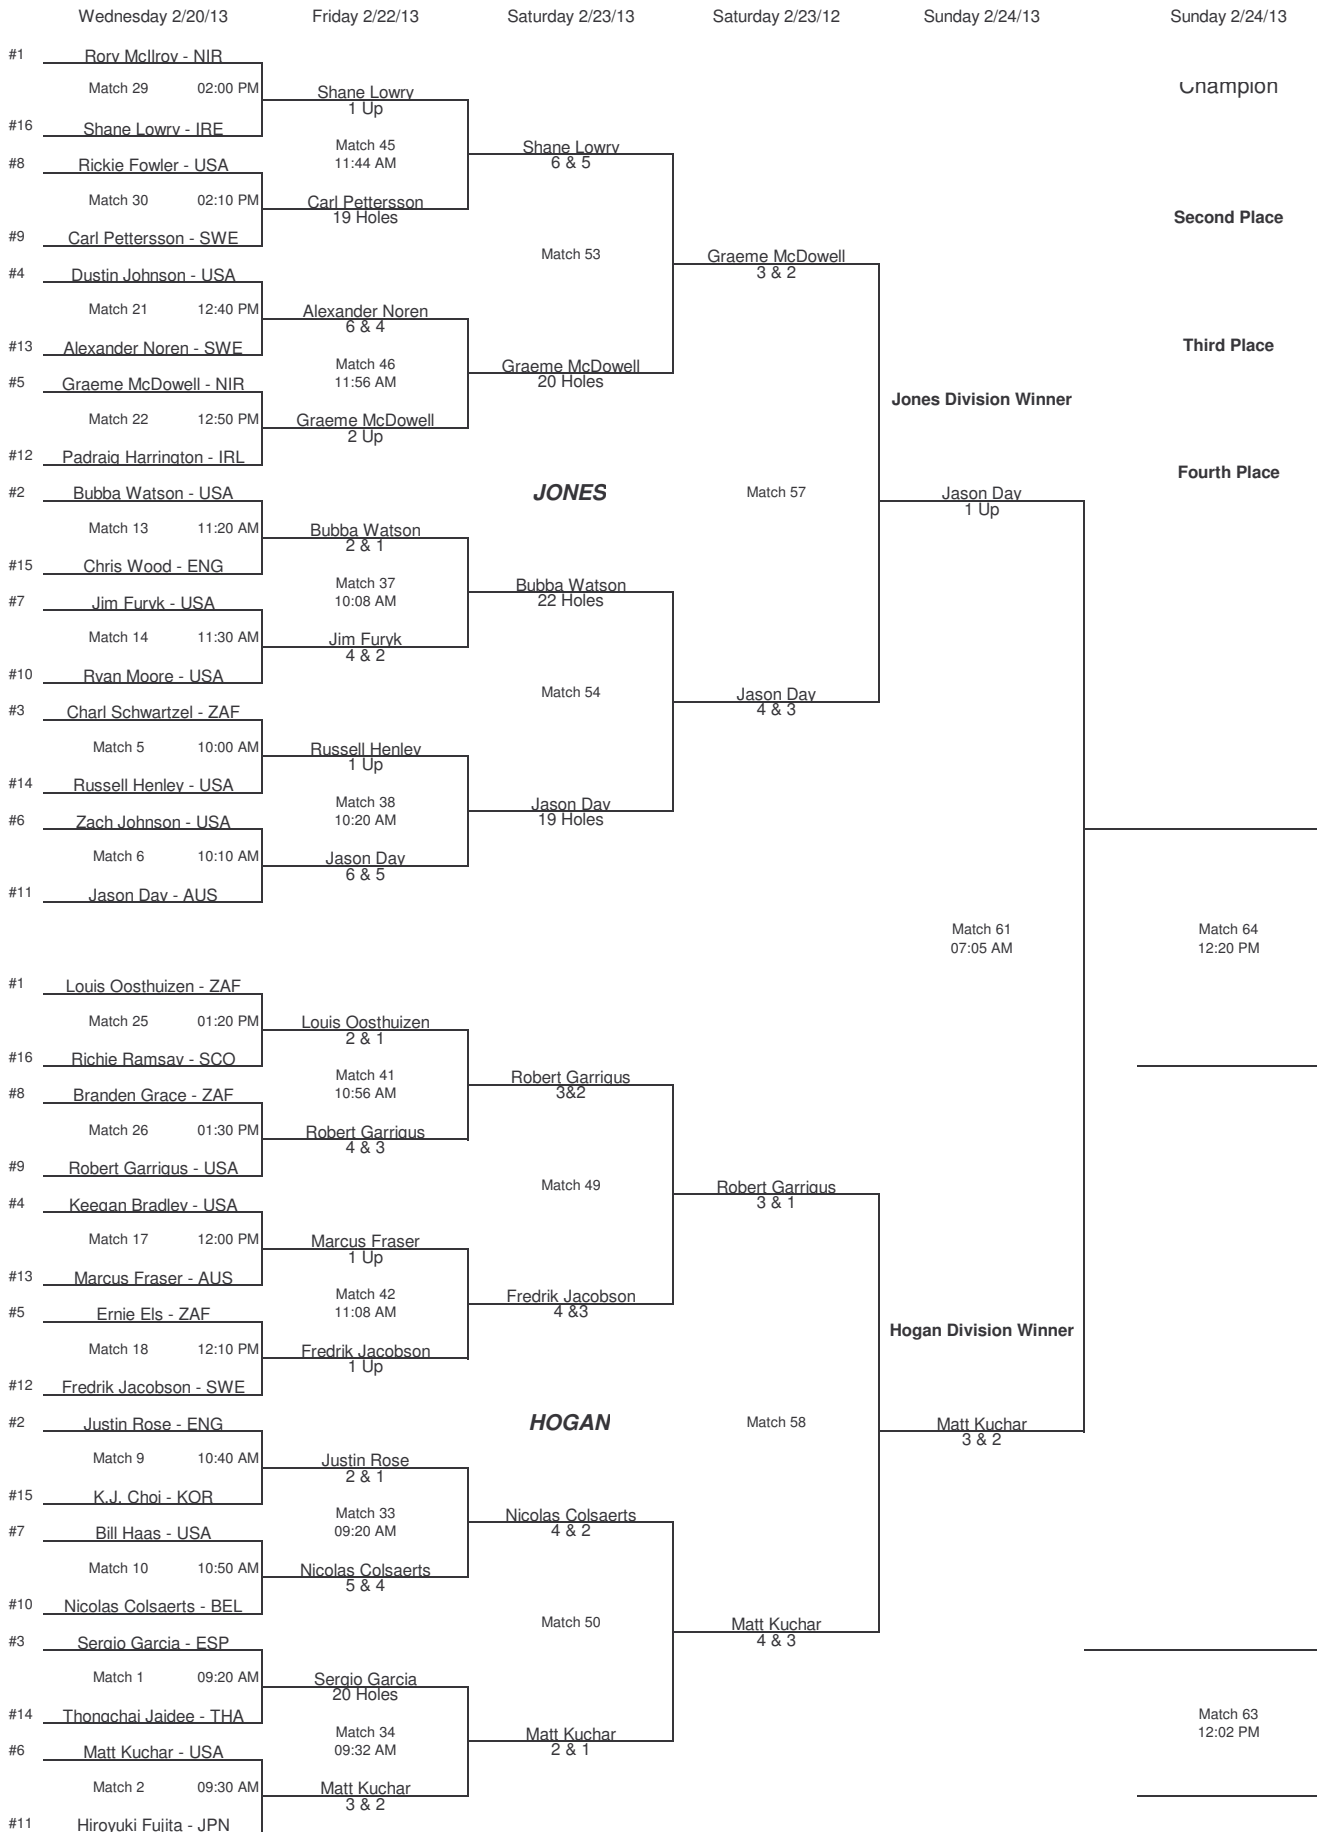 Wednesday 2/20/13 Friday 2/22/13 Saturday 2/23/13 Saturday 2/23/12 Sunday 2/24/13 Sunday 2/24/13
#1 Rory McIlroy - NIR
Match 29 02:00 PM
#16 Shane Lowry - IRE
Shane Lowry
1 Up
Match 45
11:44 AM
#8 Rickie Fowler - USA
Match 30 02:10 PM
#9 Carl Pettersson - SWE
Carl Pettersson
19 Holes
Shane Lowry
6 & 5
Match 53
#4 Dustin Johnson - USA
Match 21 12:40 PM
#13 Alexander Noren - SWE
Alexander Noren
6 & 4
Match 46
11:56 AM
#5 Graeme McDowell - NIR
Match 22 12:50 PM
#12 Padraig Harrington - IRL
Graeme McDowell
2 Up
Graeme McDowell
20 Holes
Graeme McDowell
3 & 2
JONES
Match 57
#2 Bubba Watson - USA
Match 13 11:20 AM
#15 Chris Wood - ENG
Bubba Watson
2 & 1
Match 37
10:08 AM
#7 Jim Furyk - USA
Match 14 11:30 AM
#10 Ryan Moore - USA
Jim Furyk
4 & 2
Bubba Watson
22 Holes
Match 54
#3 Charl Schwartzel - ZAF
Match 5 10:00 AM
#14 Russell Henley - USA
Russell Henley
1 Up
Match 38
10:20 AM
#6 Zach Johnson - USA
Match 6 10:10 AM
#11 Jason Day - AUS
Jason Day
6 & 5
Jason Day
19 Holes
Jason Day
4 & 3
Jones Division Winner
Jason Day
1 Up
Champion
Second Place
Third Place
Fourth Place
Match 61
07:05 AM
Match 64
12:20 PM
#1 Louis Oosthuizen - ZAF
Match 25 01:20 PM
#16 Richie Ramsay - SCO
Louis Oosthuizen
2 & 1
Match 41
10:56 AM
#8 Branden Grace - ZAF
Match 26 01:30 PM
#9 Robert Garrigus - USA
Robert Garrigus
4 & 3
Robert Garrigus
3&2
Match 49
#4 Keegan Bradley - USA
Match 17 12:00 PM
#13 Marcus Fraser - AUS
Marcus Fraser
1 Up
Match 42
11:08 AM
#5 Ernie Els - ZAF
Match 18 12:10 PM
#12 Fredrik Jacobson - SWE
Fredrik Jacobson
1 Up
Fredrik Jacobson
4 &3
Robert Garrigus
3 & 1
HOGAN
Match 58
#2 Justin Rose - ENG
Match 9 10:40 AM
#15 K.J. Choi - KOR
Justin Rose
2 & 1
Match 33
09:20 AM
#7 Bill Haas - USA
Match 10 10:50 AM
#10 Nicolas Colsaerts - BEL
Nicolas Colsaerts
5 & 4
Nicolas Colsaerts
4 & 2
Match 50
#3 Sergio Garcia - ESP
Match 1 09:20 AM
#14 Thongchai Jaidee - THA
Sergio Garcia
20 Holes
Match 34
09:32 AM
#6 Matt Kuchar - USA
Match 2 09:30 AM
#11 Hiroyuki Fujita - JPN
Matt Kuchar
3 & 2
Matt Kuchar
2 & 1
Matt Kuchar
4 & 3
Hogan Division Winner
Matt Kuchar
3 & 2
Match 63
12:02 PM